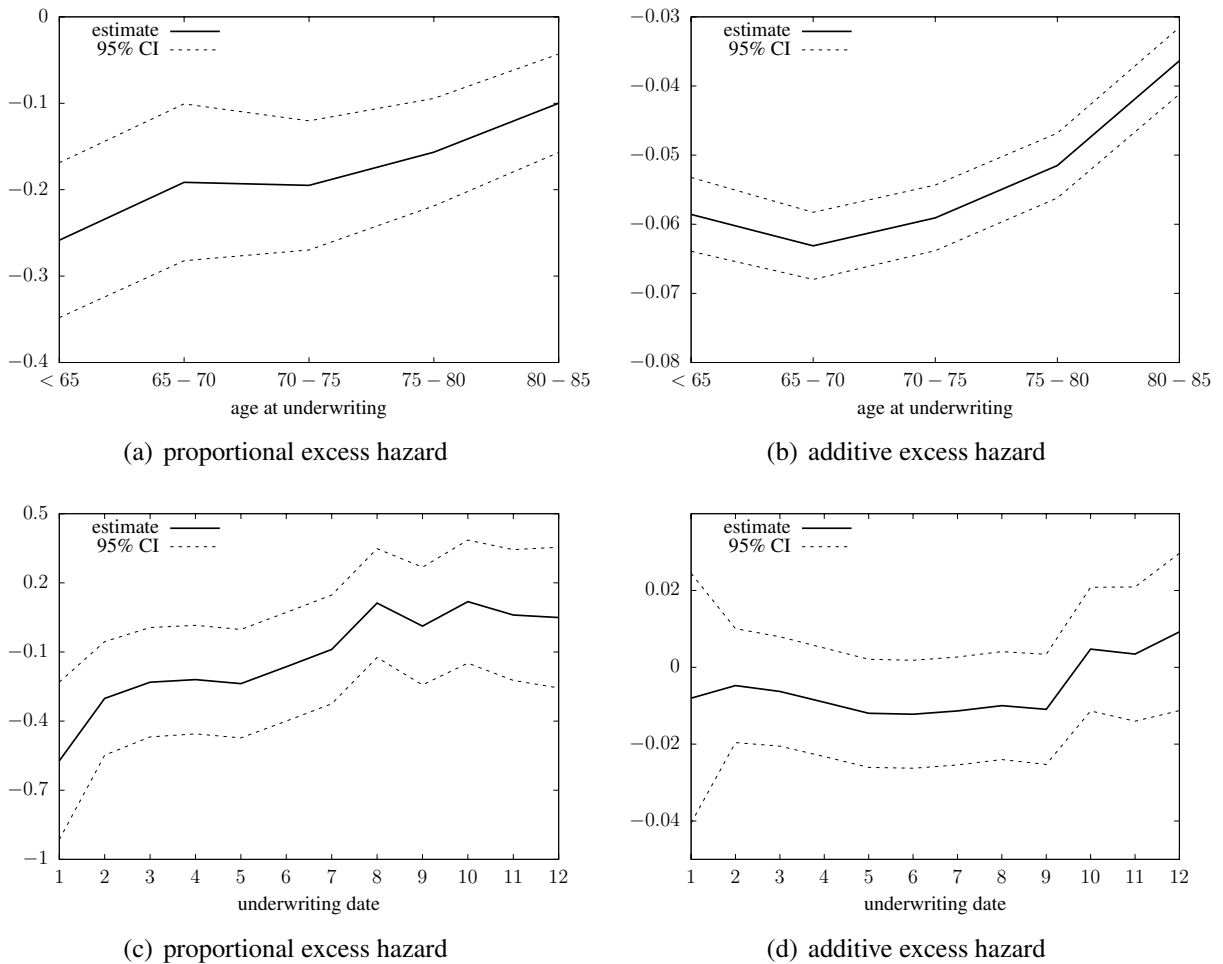 0
−0.1
−0.2
−0.3
−0.4
estimate
95% CI
< 65 65 − 70 70 − 75 75 − 80 80 − 85
age at underwriting
(a) proportional excess hazard
−0.03
−0.04
−0.05
−0.06
−0.07
−0.08
estimate
95% CI
< 65 65 − 70 70 − 75 75 − 80 80 − 85
age at underwriting
(b) additive excess hazard
0.5
0.2
−0.1
−0.4
−0.7
−1
estimate
95% CI
1 2 3 4 5 6 7 8 9 10 11 12
underwriting date
(c) proportional excess hazard
0.02
0
−0.02
−0.04
estimate
95% CI
1 2 3 4 5 6 7 8 9 10 11 12
underwriting date
(d) additive excess hazard